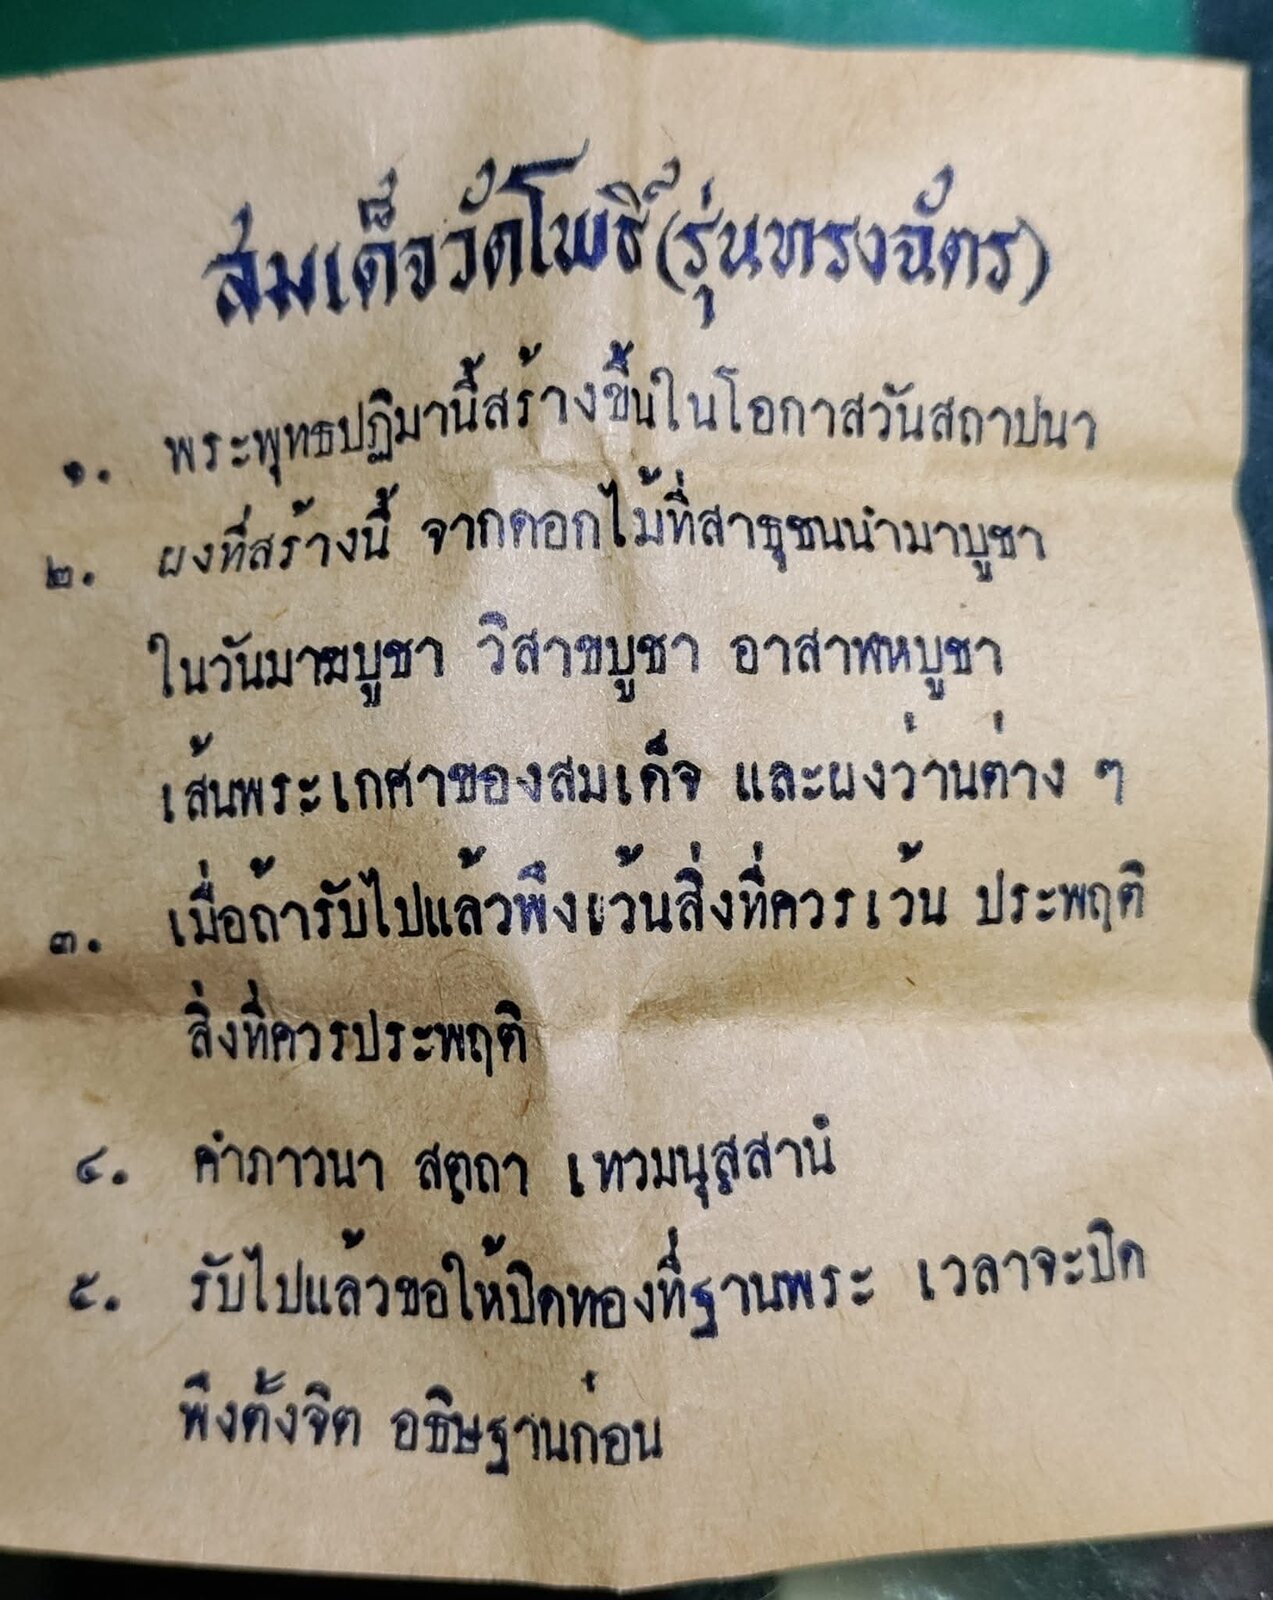 สมเด็จวัดโพธิ์(รุ่นทรงฉัตร)
๑. พระพุทธปฏิมานี้สร้างขึ้นในโอกาสวันสถาปนา
๒. ผงที่สร้างนี้ จากดอกไม้ที่สาธุชนนำมาบูชา
ในวันมาฆบูชา วิสาขบูชา อาสาฬหบูชา
เส้นพระเกศาของสมเด็จ และผงว่านต่าง ๆ
๓. เมื่อถ้ารับไปแล้วพึงเว้นสิ่งที่ควรเว้น ประพฤติ
สิ่งที่ควรประพฤติ
๔. คำภาวนา สตฺถา เทวมนุสฺสานํ
๕. รับไปแล้วขอให้ปิดทองที่ฐานพระ เวลาจะปิด
พึงตั้งจิต อธิษฐานก่อน